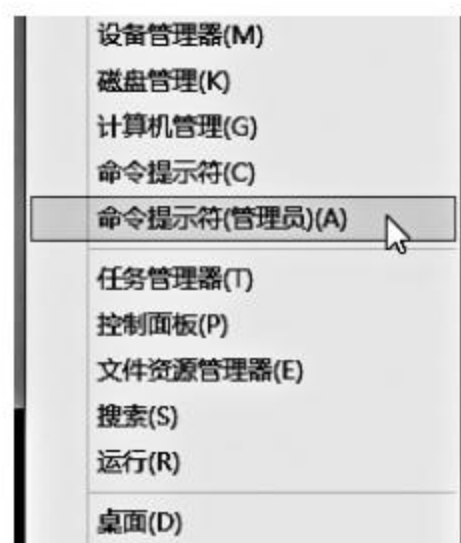 设备管理器(M)
磁盘管理(K)
计算机管理(G)
命令提示符(C)
命令提示符(管理员)(A)
任务管理器(T)
控制面板(P)
文件资源管理器(E)
搜索(S)
运行(R)
桌面(D)